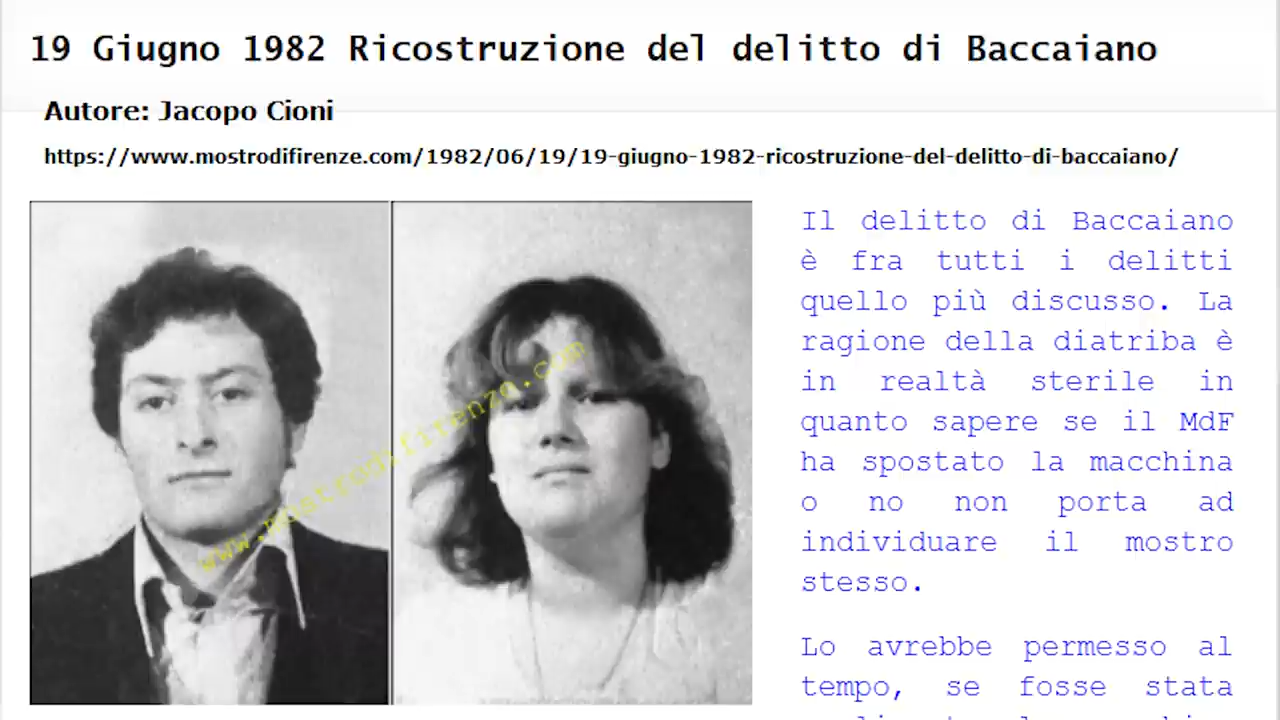 19 Giugno 1982 Ricostruzione del delitto di Baccaiano
Autore: Jacopo Cioni
https://www.mostrodifirenze.com/1982/06/19/19-giugno-1982-ricostruzione-del-delitto-di-baccaiano/
www.mostrodifirenze.com
Il delitto di Baccaiano
è fra tutti i delitti
quello più discusso. La
ragione della diatriba è
in realtà sterile in
quanto sapere se il MdF
ha spostato la macchina
o no non porta ad
individuare il mostro
stesso.
Lo avrebbe permesso al
tempo, se fosse stata